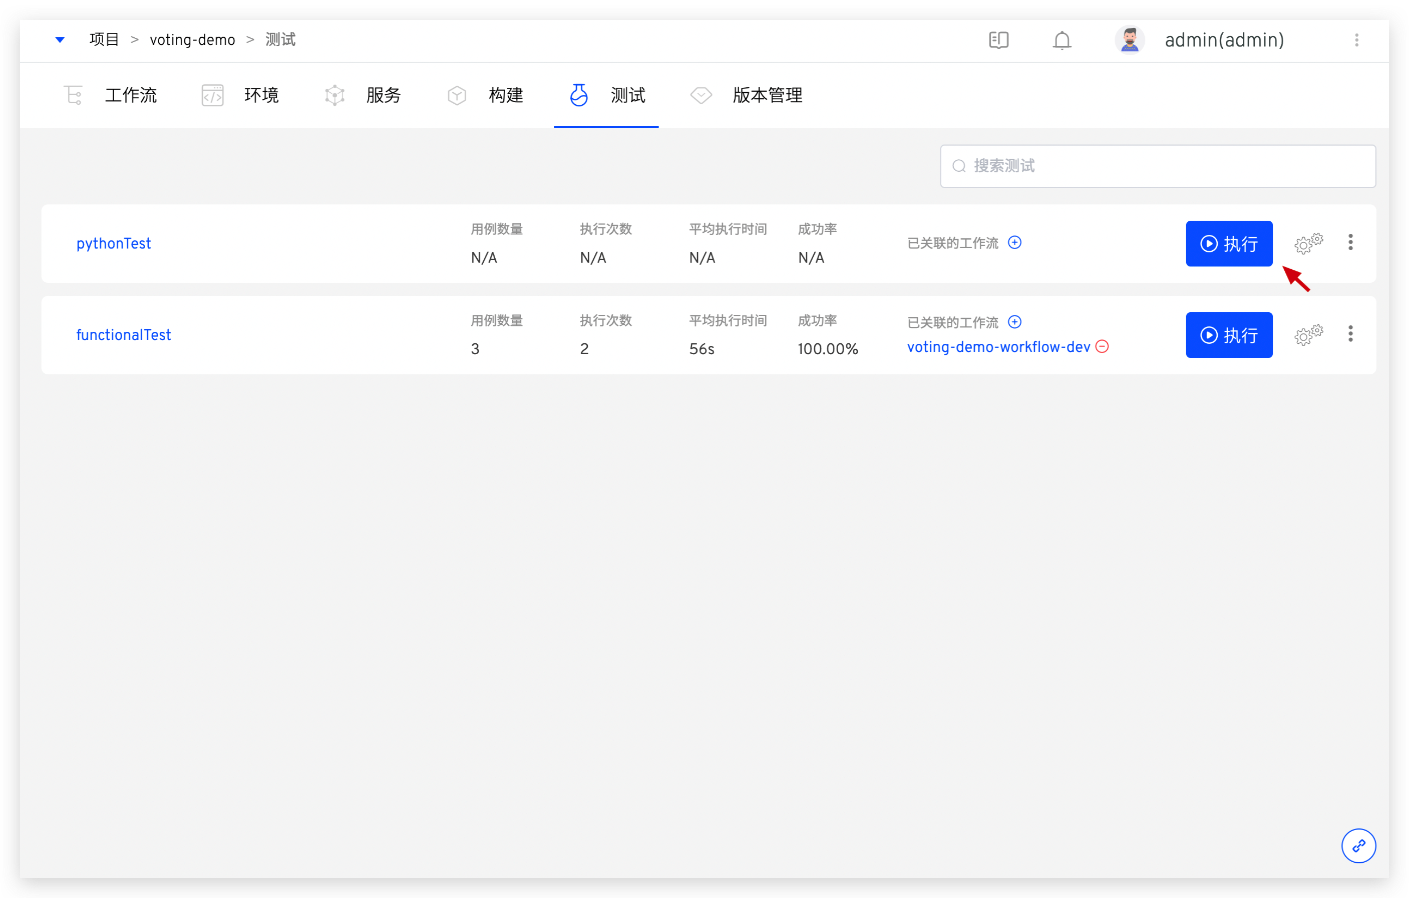 项目 > voting-demo > 测试
admin(admin)
工作流 环境 服务 构建 测试 版本管理
搜索测试
pythonTest
用例数量 执行次数 平均执行时间 成功率
N/A N/A N/A N/A
已关联的工作流
执行
functionalTest
用例数量 执行次数 平均执行时间 成功率
3 2 56s 100.00%
已关联的工作流
voting-demo-workflow-dev
执行